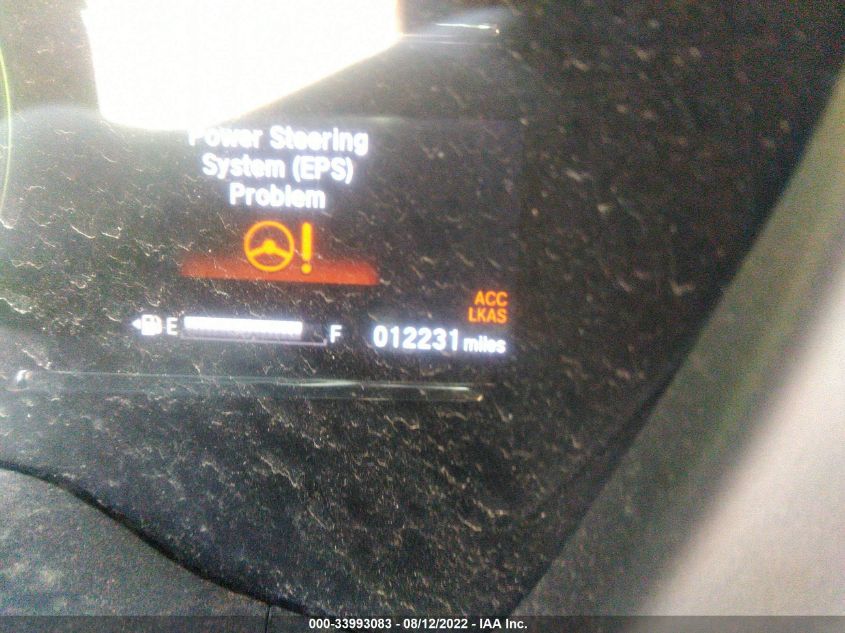 Power Steering
System (EPS)
Problem
!
ACC
LKAS
E
F
012231 miles
000-33993083 - 08/12/2022 - IAA Inc.